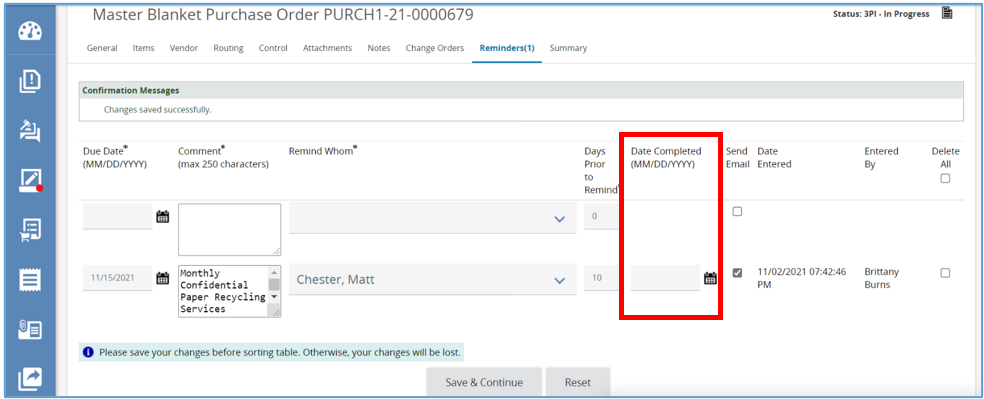 Master Blanket Purchase Order PURCH1-21-0000679
Status: 3PI - In Progress
General Items Vendor Routing Control Attachments Notes Change Orders Reminders(1) Summary
Confirmation Messages
Changes saved successfully.
Due Date*
(MM/DD/YYYY)
Comment*
(max 250 characters)
Remind Whom*
Days
Prior
to
Remind*
Date Completed
(MM/DD/YYYY)
Send
Email
Date
Entered
Entered
By
Delete
All
0
11/15/2021
Monthly
Confidential
Paper Recycling
Services
Chester, Matt
10
11/02/2021 07:42:46
PM
Brittany
Burns
Please save your changes before sorting table. Otherwise, your changes will be lost.
Save & Continue
Reset